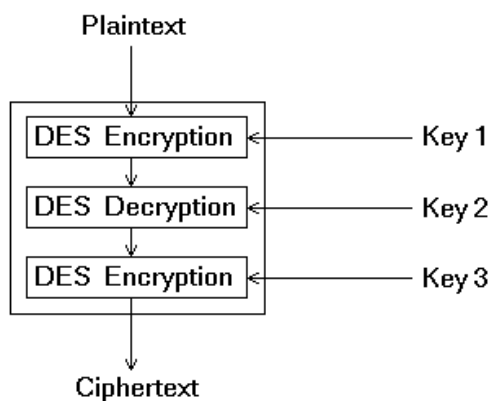 Plaintext
DES Encryption
Key 1
DES Decryption
Key 2
DES Encryption
Key 3
Ciphertext